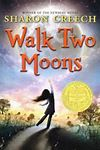 WINNER OF THE NEWBERY MEDAL
SHARON CREECH
Walk Two
Moons